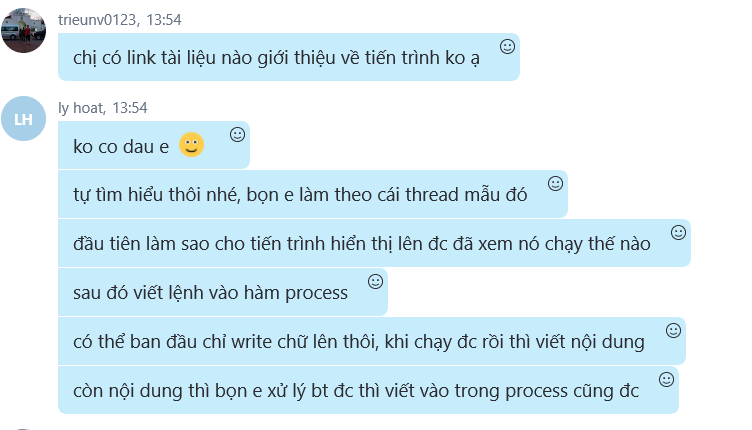 trieunv0123, 13:54
chị có link tài liệu nào giới thiệu về tiến trình ko ạ
LH
ly hoat, 13:54
ko co dau e
tự tìm hiểu thôi nhé, bọn e làm theo cái thread mẫu đó
đầu tiên làm sao cho tiến trình hiển thị lên đc đã xem nó chạy thế nào
sau đó viết lệnh vào hàm process
có thể ban đầu chỉ write chữ lên thôi, khi chạy đc rồi thì viết nội dung
còn nội dung thì bọn e xử lý bt đc thì viết vào trong process cũng đc